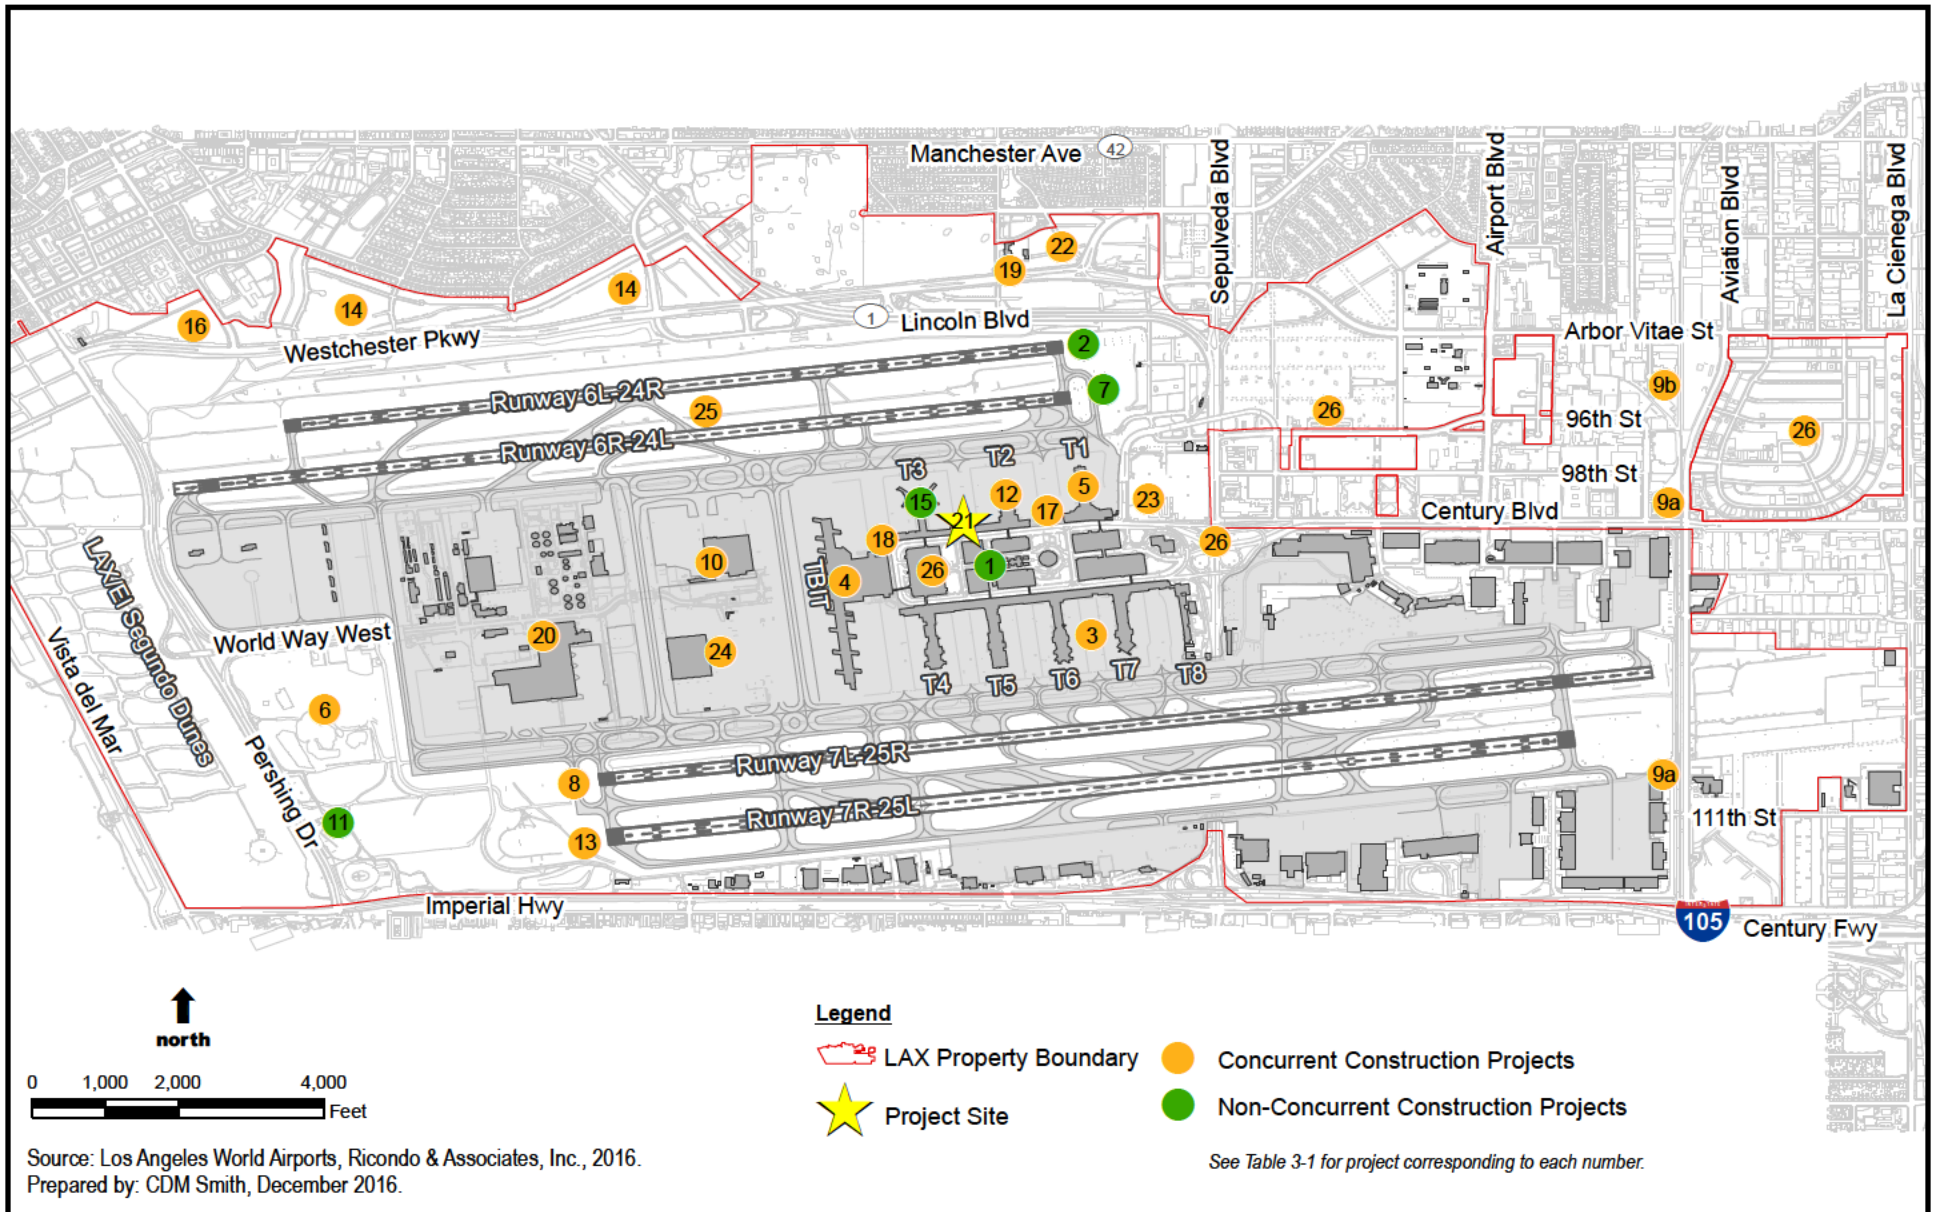 Manchester Ave
42
Sepulveda Blvd
Airport Blvd
Aviation Blvd
La Cienega Blvd
22
19
14
14
16
1
Lincoln Blvd
Westchester Pkwy
2
Arbor Vitae St
7
9b
Runway 6L-24R
25
26
96th St
26
Runway 6R-24L
T1
T2
T3
98th St
5
12
23
15
17
9a
Century Blvd
21
18
26
10
1
26
4
TBIT
LAX/El Segundo Dunes
World Way West
20
3
24
Vista del Mar
T4
T5
T6
T7
T8
6
Pershing Dr
Runway 7L-25R
8
9a
Runway 7R-25L
11
111th St
13
Imperial Hwy
105
Century Fwy
north
0 1,000 2,000 4,000
Feet
Legend
LAX Property Boundary
Concurrent Construction Projects
Project Site
Non-Concurrent Construction Projects
See Table 3-1 for project corresponding to each number.
Source: Los Angeles World Airports, Ricondo & Associates, Inc., 2016.
Prepared by: CDM Smith, December 2016.